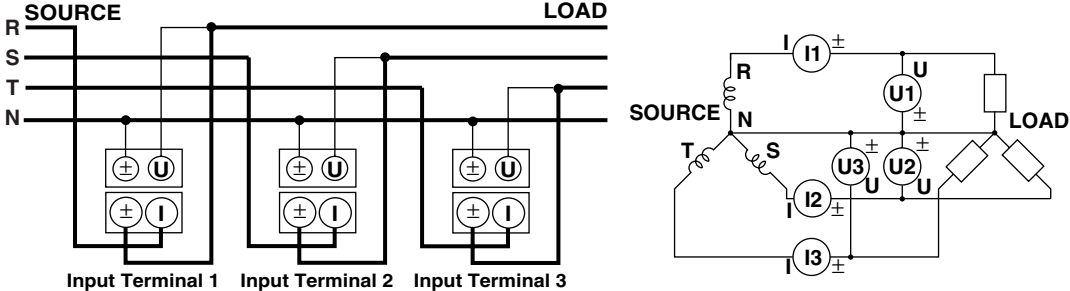 SOURCE LOAD
R
S
T
N
± U ± U ± U
± I ± I ± I
Input Terminal 1 Input Terminal 2 Input Terminal 3
I I1 ±
R U
U1
SOURCE N ± LOAD
T S ± ±
U3 U2
U U
I I2 ±
I I3 ±